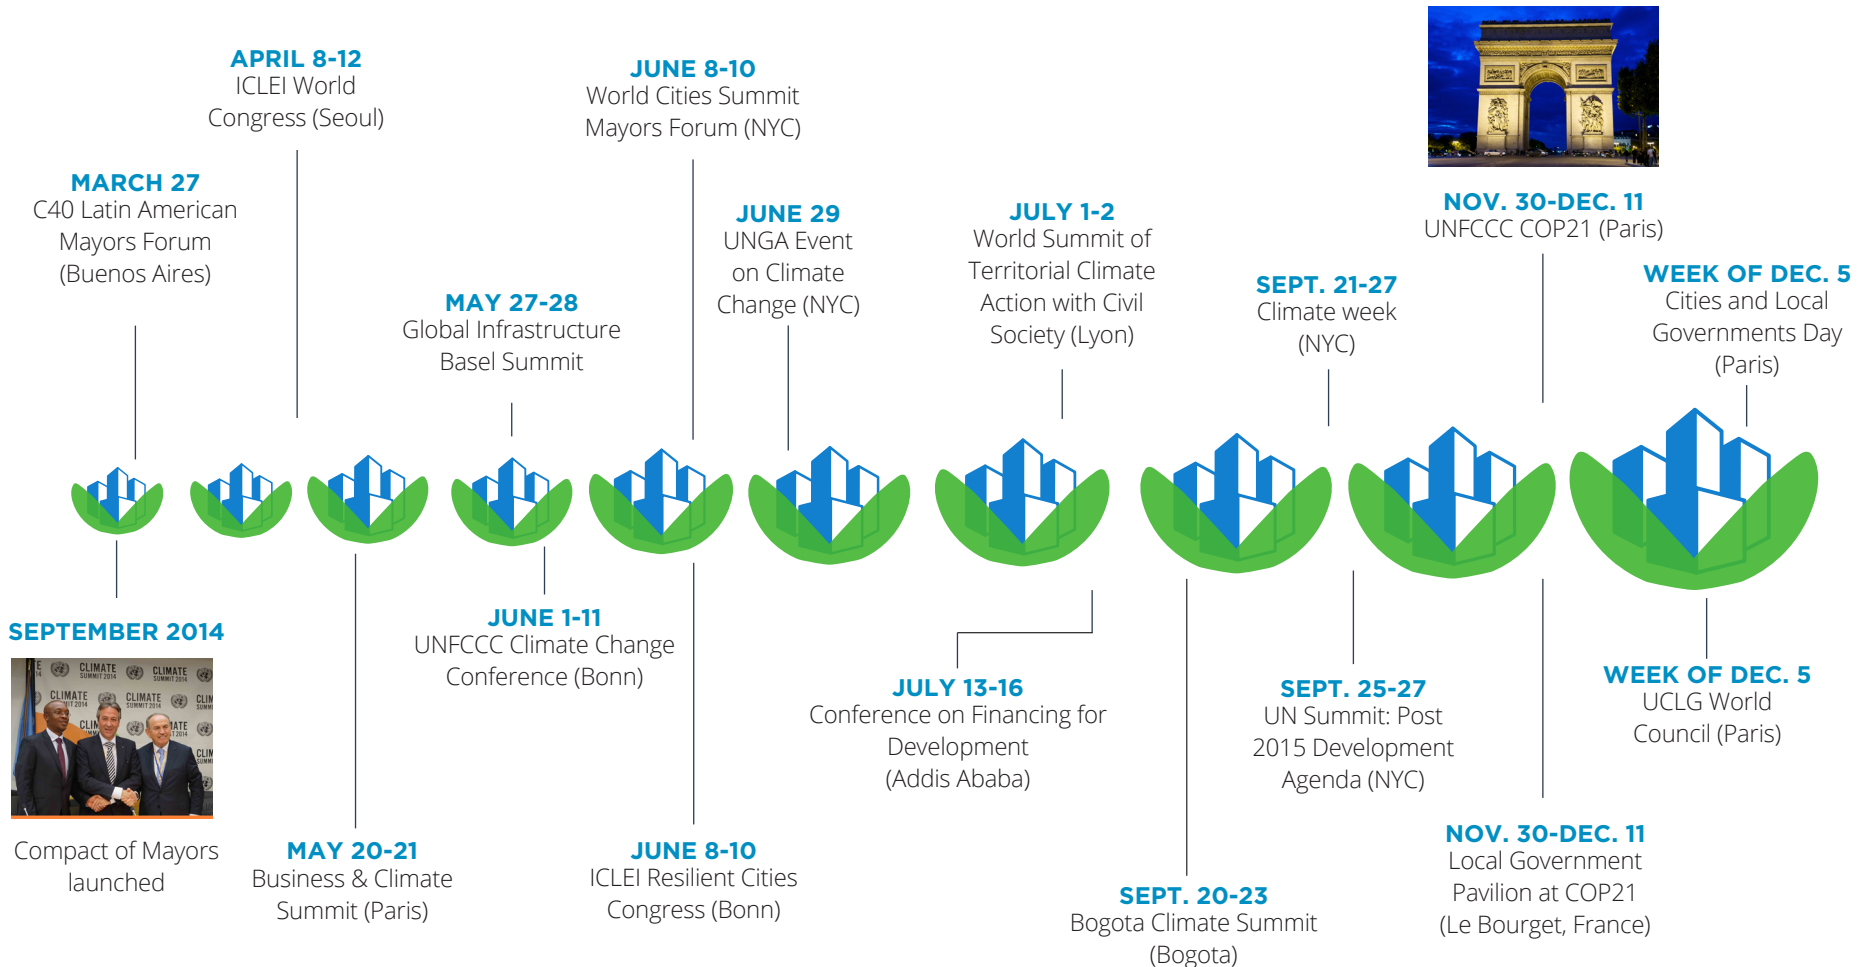 MARCH 27
C40 Latin American
Mayors Forum
(Buenos Aires)
APRIL 8-12
ICLEI World
Congress (Seoul)
MAY 27-28
Global Infrastructure
Basel Summit
JUNE 8-10
World Cities Summit
Mayors Forum (NYC)
JUNE 29
UNGA Event
on Climate
Change (NYC)
JULY 1-2
World Summit of
Territorial Climate
Action with Civil
Society (Lyon)
SEPT. 21-27
Climate week
(NYC)
NOV. 30-DEC. 11
UNFCCC COP21 (Paris)
WEEK OF DEC. 5
Cities and Local
Governments Day
(Paris)
SEPTEMBER 2014
CLIMATE
SUMMIT 2014
CLIMATE
SUMMIT 2014
CLIMATE
SUMMIT 2014
CLIMATE
SUMMIT 2014
Compact of Mayors
launched
MAY 20-21
Business & Climate
Summit (Paris)
JUNE 1-11
UNFCCC Climate Change
Conference (Bonn)
JUNE 8-10
ICLEI Resilient Cities
Congress (Bonn)
JULY 13-16
Conference on Financing for
Development
(Addis Ababa)
SEPT. 20-23
Bogota Climate Summit
(Bogota)
SEPT. 25-27
UN Summit: Post
2015 Development
Agenda (NYC)
NOV. 30-DEC. 11
Local Government
Pavilion at COP21
(Le Bourget, France)
WEEK OF DEC. 5
UCLG World
Council (Paris)